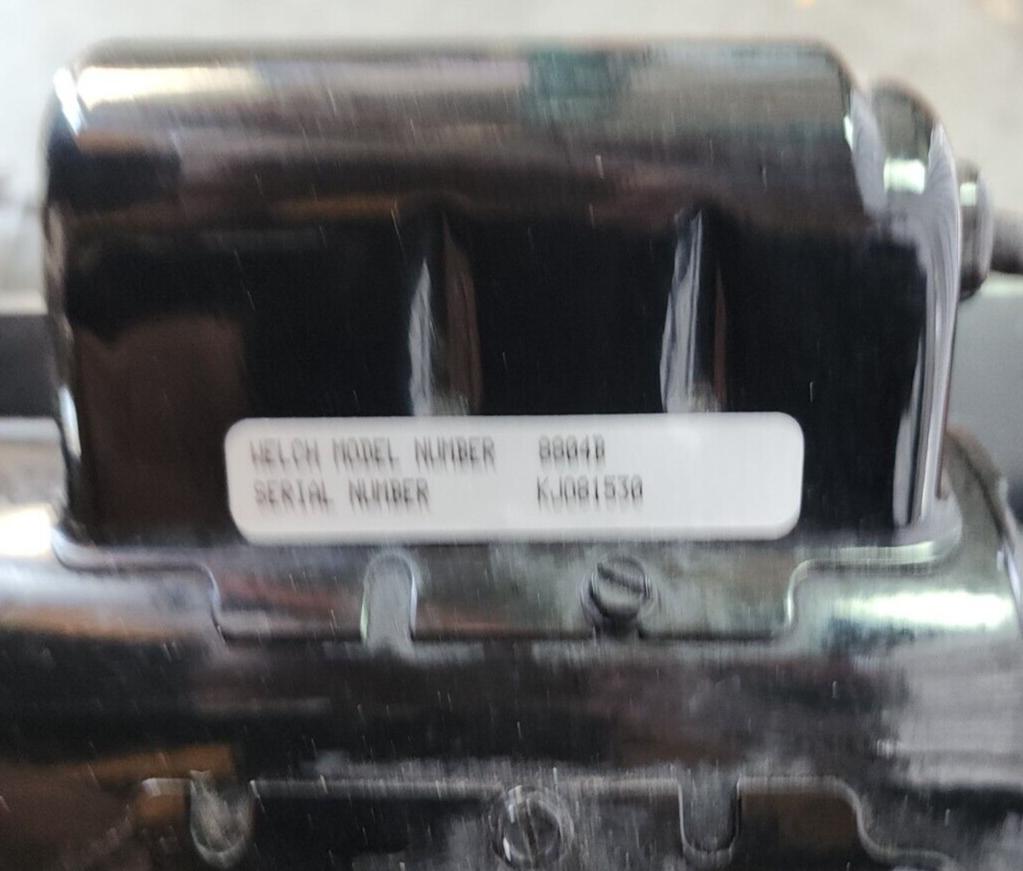 WELCH MODEL NUMBER 8804B
SERIAL NUMBER KJ081530